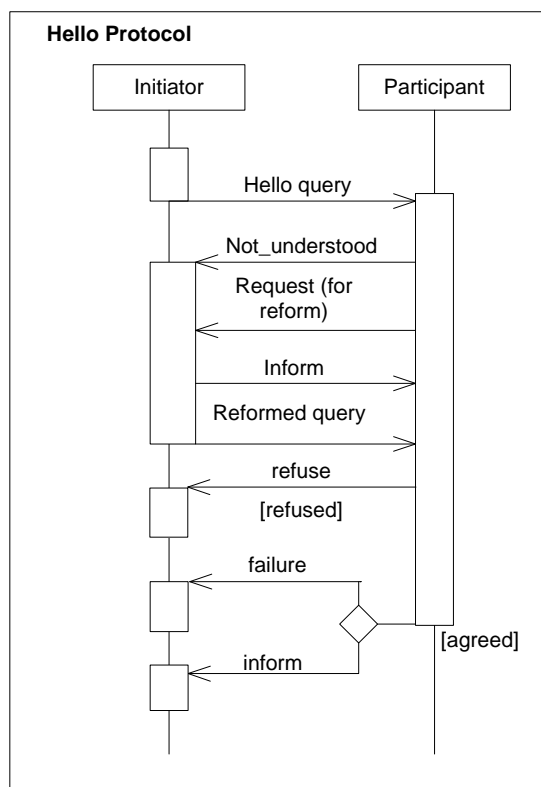 Hello Protocol
Initiator
Participant
Hello query
Not_understood
Request (for
reform)
Inform
Reformed query
refuse
[refused]
failure
[agreed]
inform